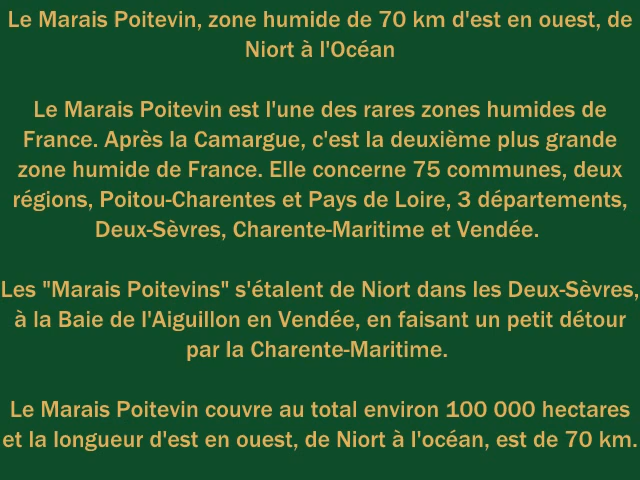 Le Marais Poitevin, zone humide de 70 km d'est en ouest, de
Niort à l'Océan
Le Marais Poitevin est l'une des rares zones humides de
France. Après la Camargue, c'est la deuxième plus grande
zone humide de France. Elle concerne 75 communes, deux
régions, Poitou-Charentes et Pays de Loire, 3 départements,
Deux-Sèvres, Charente-Maritime et Vendée.
Les "Marais Poitevins" s'étalent de Niort dans les Deux-Sèvres,
à la Baie de l'Aiguillon en Vendée, en faisant un petit détour
par la Charente-Maritime.
Le Marais Poitevin couvre au total environ 100 000 hectares
et la longueur d'est en ouest, de Niort à l'océan, est de 70 km.